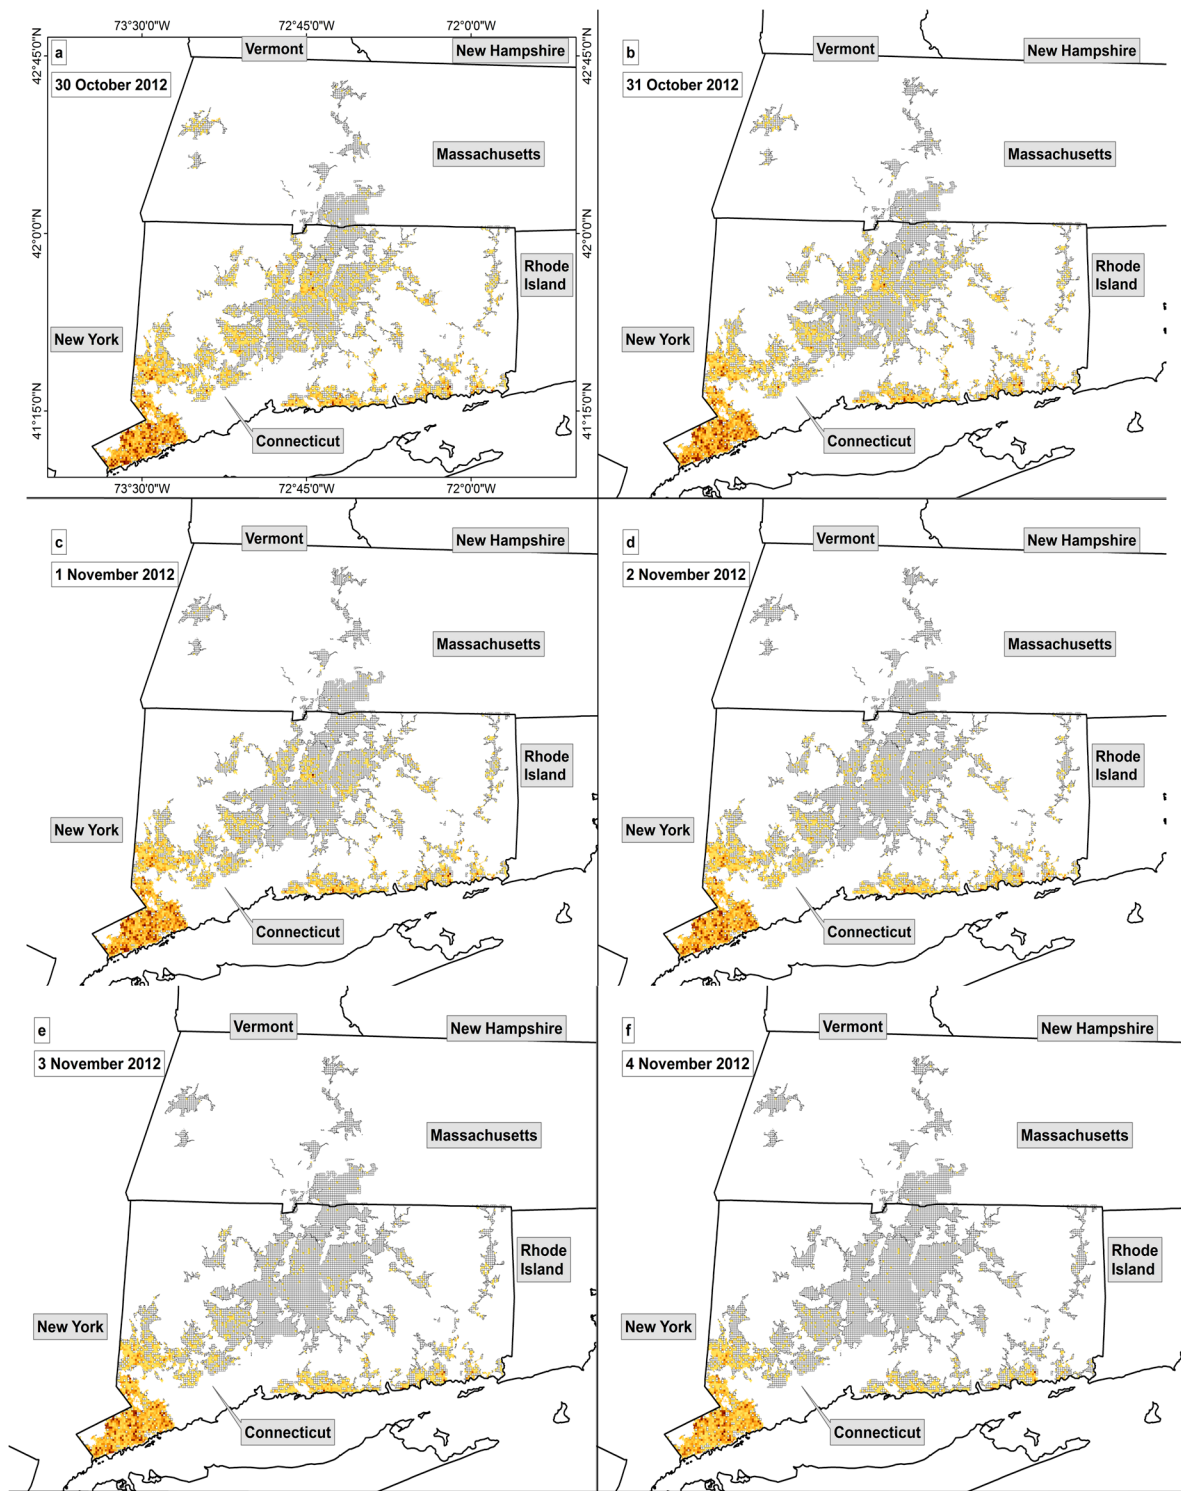 73°30'0"W 72°45'0"W 72°0'0"W
a
Vermont
New Hampshire
42°45'0"N
42°45'0"N
30 October 2012
Massachusetts
42°0'0"N
42°0'0"N
Rhode
Island
New York
41°15'0"N
41°15'0"N
Connecticut
73°30'0"W 72°45'0"W 72°0'0"W
b
Vermont
New Hampshire
31 October 2012
Massachusetts
Rhode
Island
New York
Connecticut
c
Vermont
New Hampshire
1 November 2012
Massachusetts
Rhode
Island
New York
Connecticut
d
Vermont
New Hampshire
2 November 2012
Massachusetts
Rhode
Island
New York
Connecticut
e
Vermont
New Hampshire
3 November 2012
Massachusetts
Rhode
Island
New York
Connecticut
f
Vermont
New Hampshire
4 November 2012
Massachusetts
Rhode
Island
New York
Connecticut